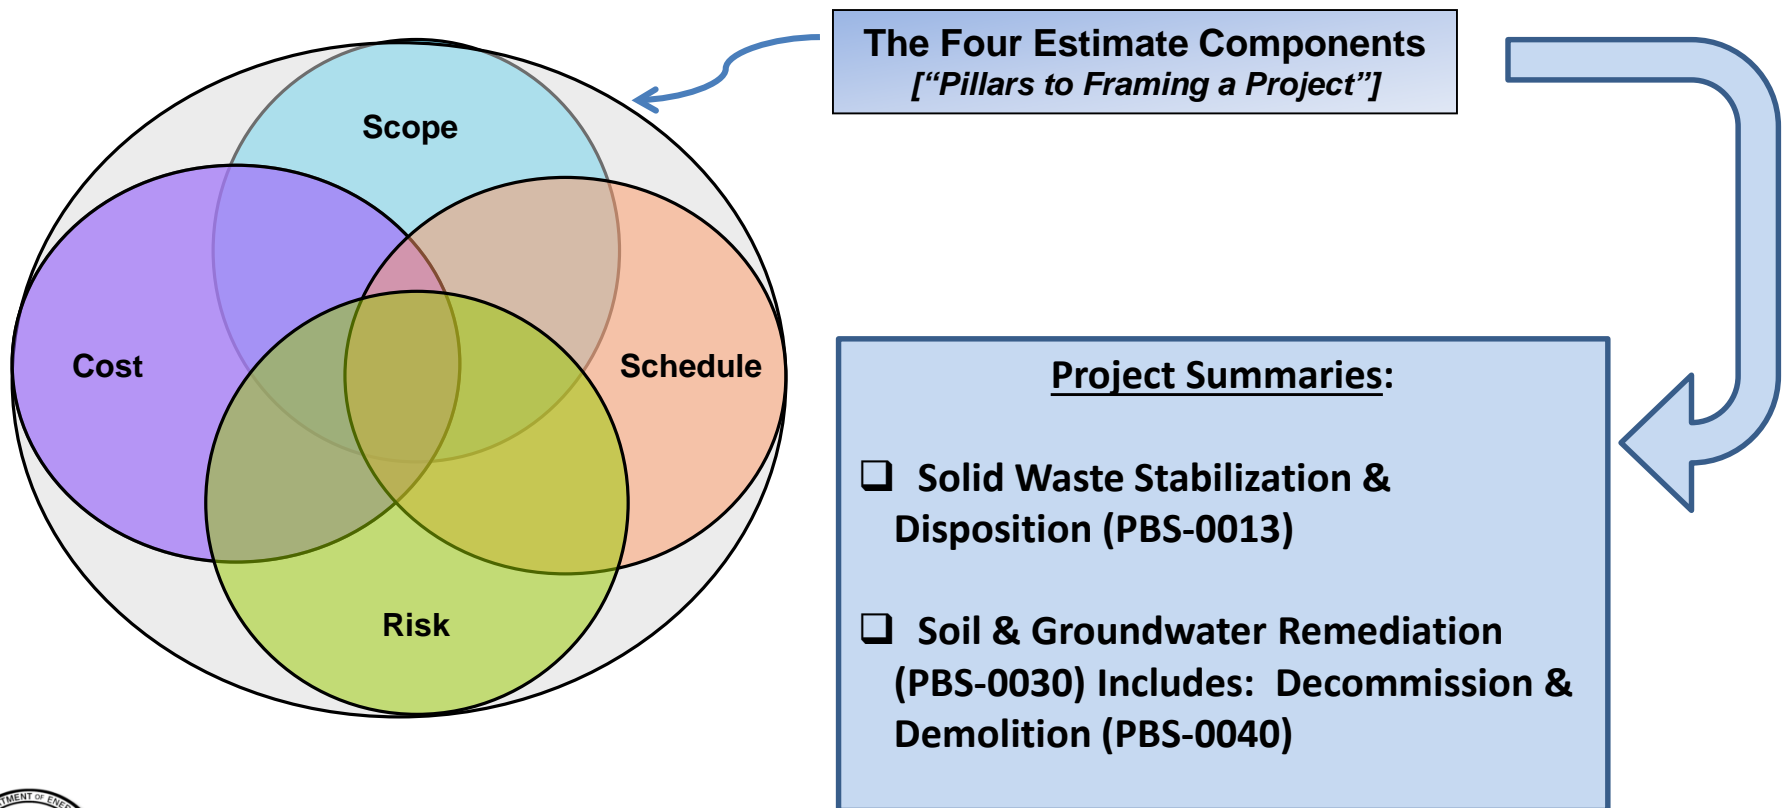 The Four Estimate Components
["Pillars to Framing a Project"]
Scope
Cost
Schedule
Risk
Project Summaries:
❑ Solid Waste Stabilization &
Disposition (PBS-0013)
❑ Soil & Groundwater Remediation
(PBS-0030) Includes: Decommission &
Demolition (PBS-0040)